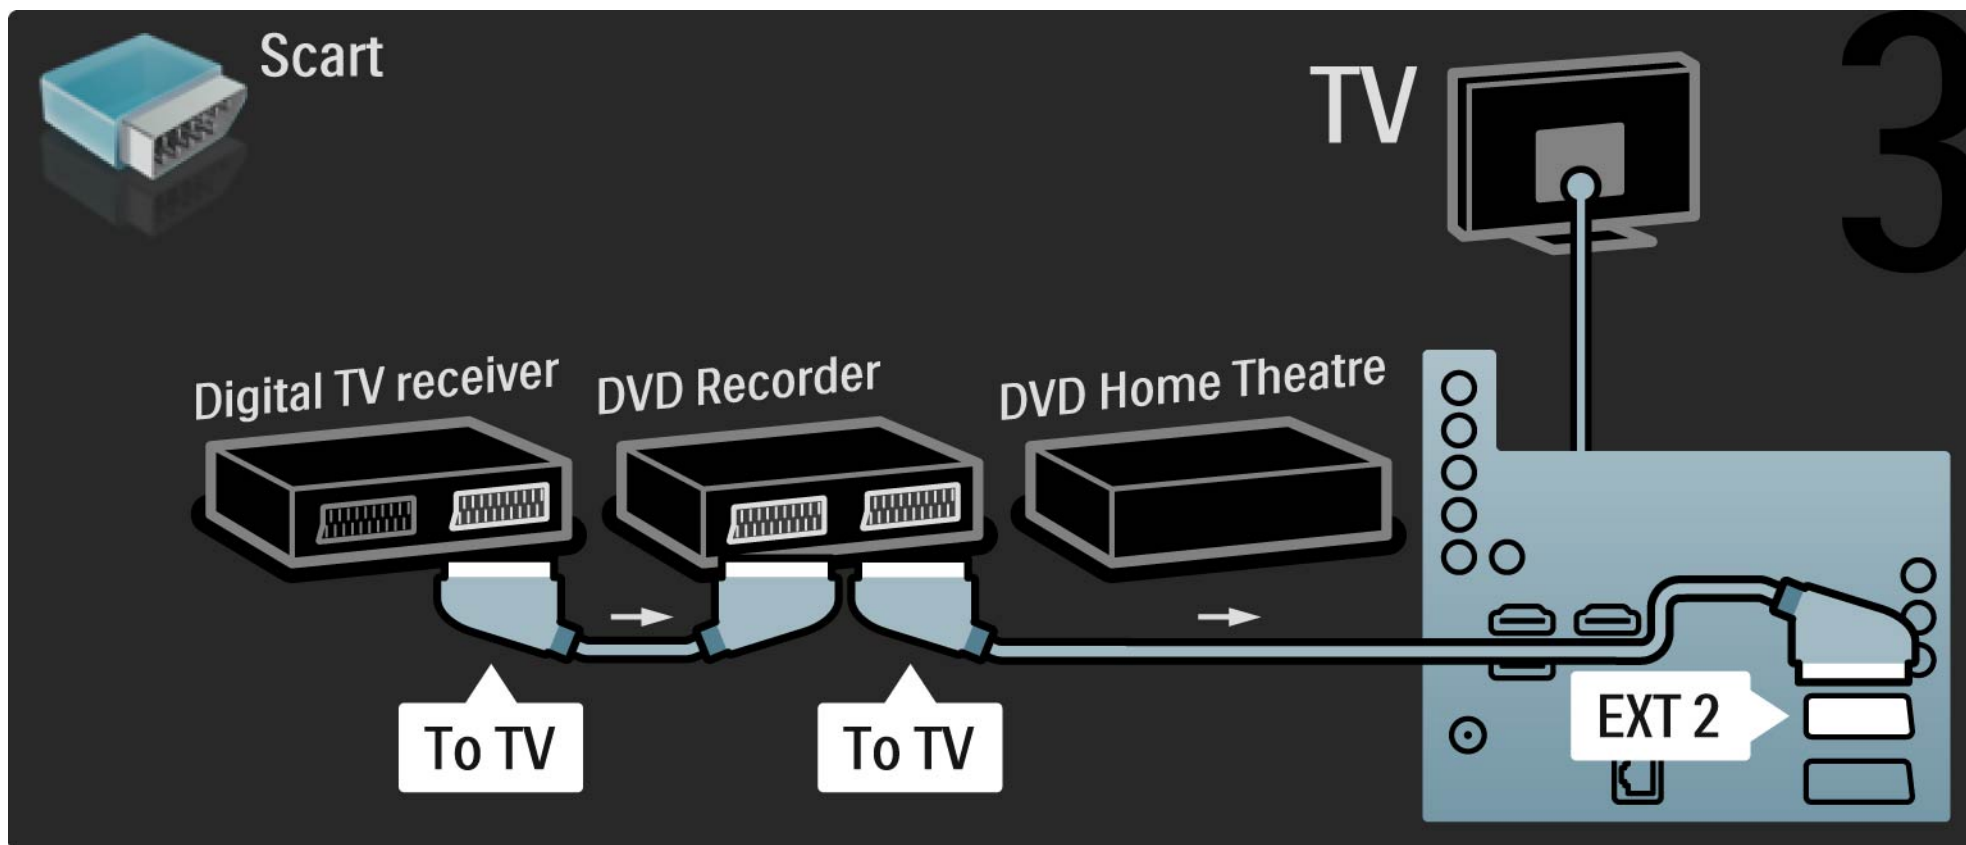 Scart
TV
3
Digital TV receiver
DVD Recorder
DVD Home Theatre
To TV
To TV
EXT 2